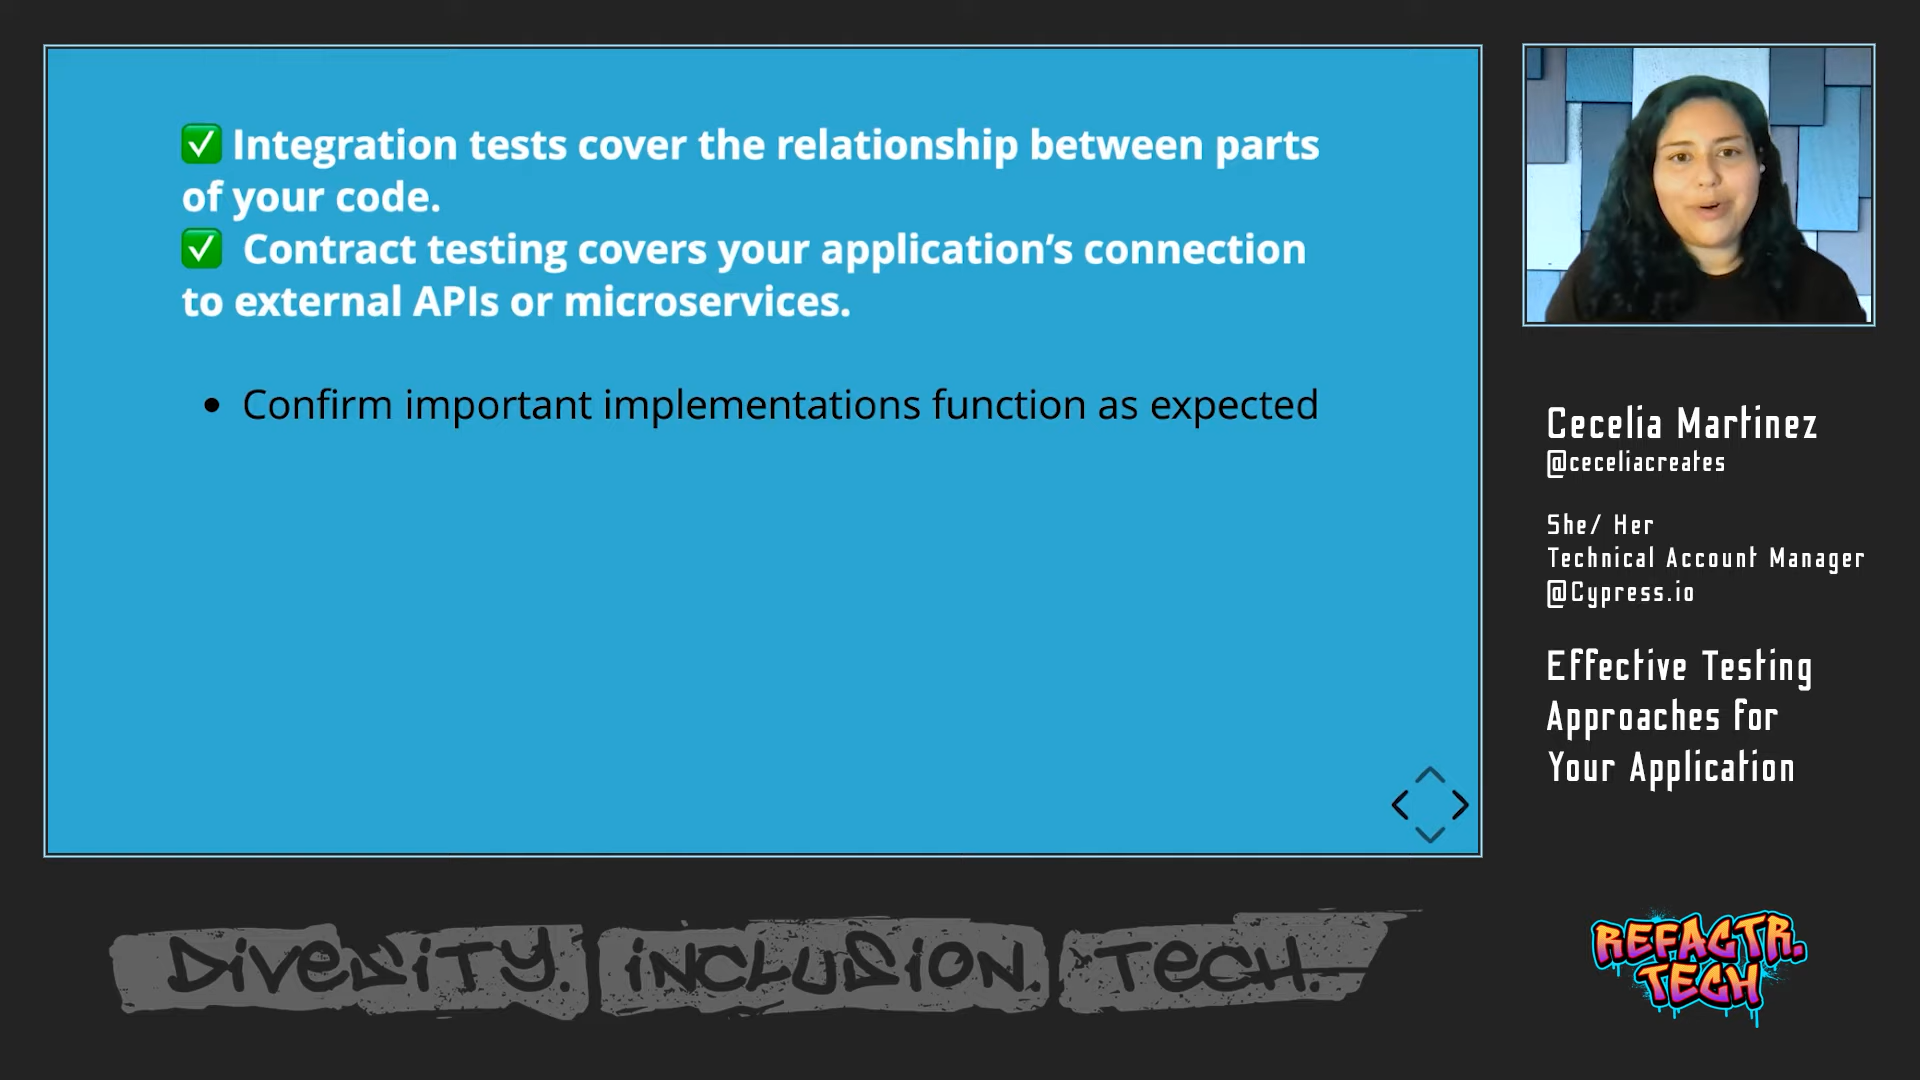 ✅ Integration tests cover the relationship between parts
of your code.
✅ Contract testing covers your application’s connection
to external APIs or microservices.
• Confirm important implementations function as expected
Cecelia Martinez
@ceceliacreates
She/ Her
Technical Account Manager
@Cypress.io
Effective Testing
Approaches for
Your Application
DIVERSITY. INCLUSION. TECH.
REFACTR.
TECH